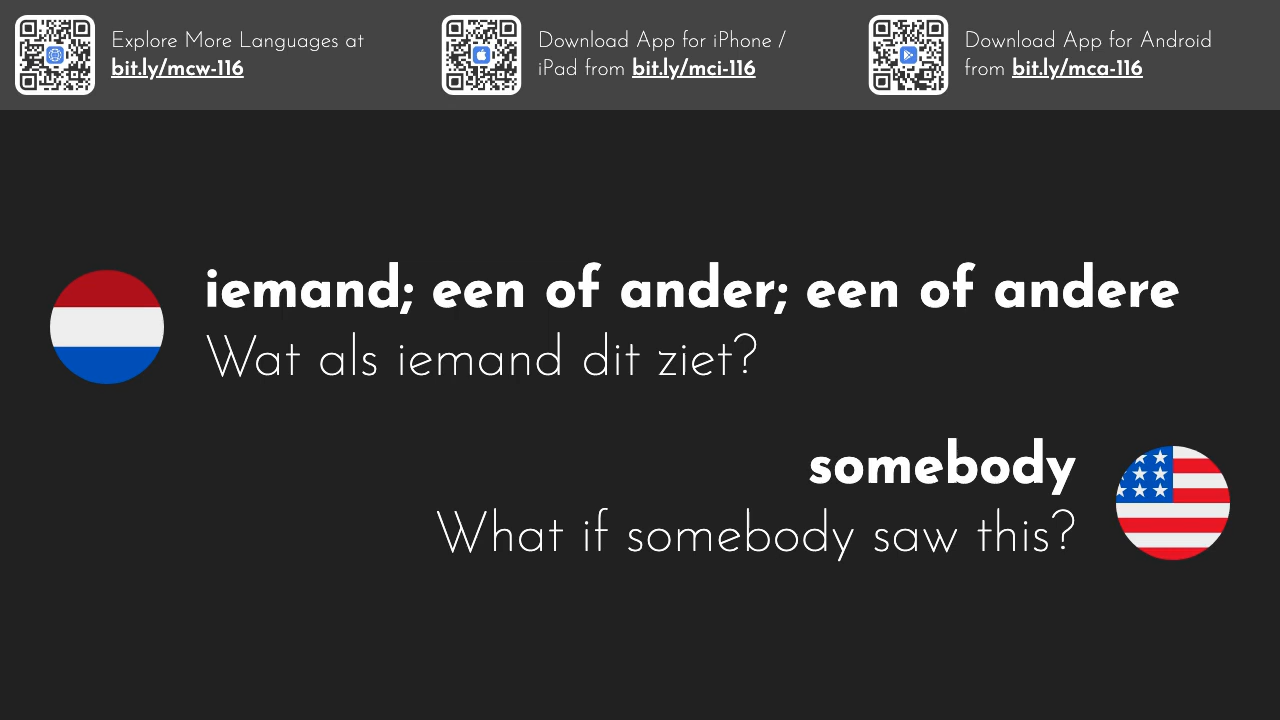 Explore More Languages at
bit.ly/mcw-116
Download App for iPhone /
iPad from bit.ly/mci-116
Download App for Android
from bit.ly/mca-116
iemand; een of ander; een of andere
Wat als iemand dit ziet?
somebody
What if somebody saw this?